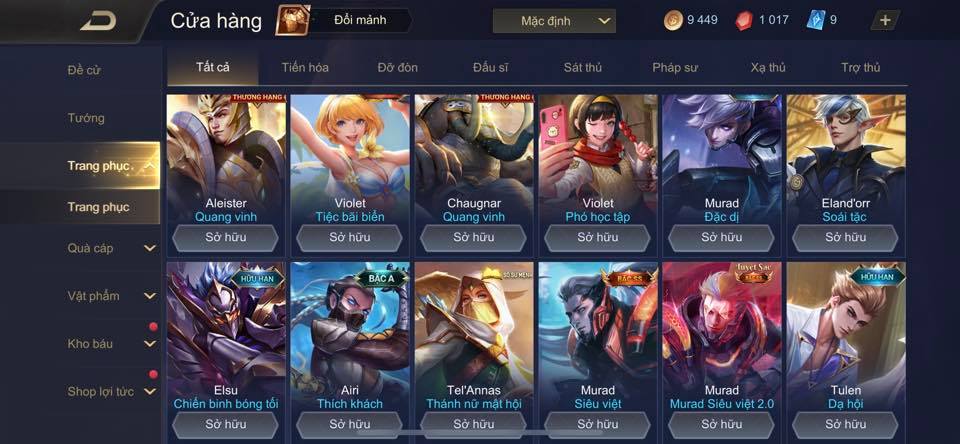 Cửa hàng
Đổi mảnh
Mặc định
9 449
1 017
9
Đề cử
Tướng
Trang phục
Trang phục
Quà cáp
Vật phẩm
Kho báu
Shop lợi tức
Tất cả
Tiến hóa
Đỡ đòn
Đấu sĩ
Sát thủ
Pháp sư
Xạ thủ
Trợ thủ
THƯƠNG HẠNG
THƯƠNG HẠNG
Aleister
Quang vinh
Sở hữu
Violet
Tiệc bãi biển
Sở hữu
Chaugnar
Quang vinh
Sở hữu
Violet
Phó học tập
Sở hữu
Murad
Đặc dị
Sở hữu
Eland'orr
Soái tặc
Sở hữu
HỮU HẠN
Elsu
Chiến binh bóng tối
Sở hữu
BẬC A
Airi
Thích khách
Sở hữu
SỨ MỆNH
Tel'Annas
Thánh nữ mật hội
Sở hữu
BẬC SS
Murad
Siêu việt
Sở hữu
Tuyệt Sắc
Murad
Murad Siêu việt 2.0
Sở hữu
HỮU HẠN
Tulen
Dạ hội
Sở hữu